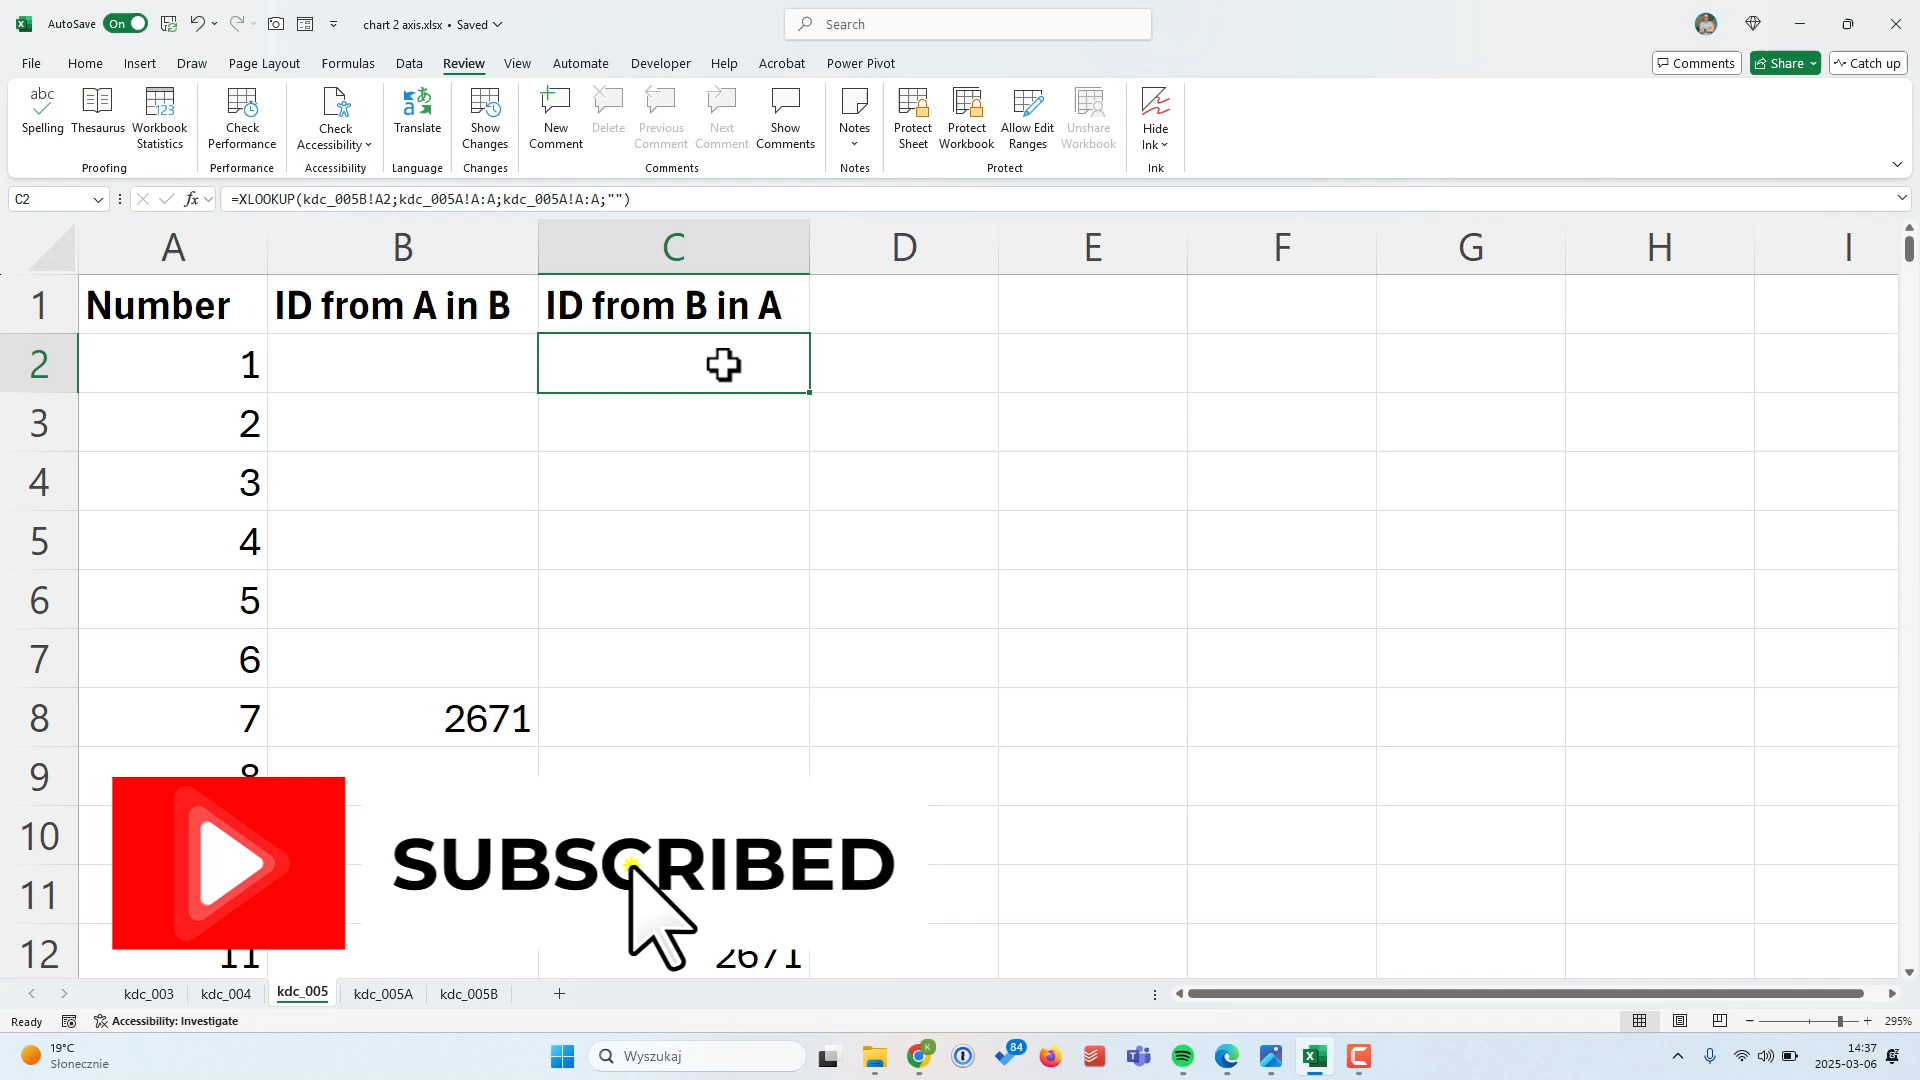 AutoSave On chart 2 axis.xlsx • Saved Search
File Home Insert Draw Page Layout Formulas Data Review View Automate Developer Help Acrobat Power Pivot Comments Share Catch up
abc
Spelling Thesaurus Workbook Statistics Check Performance Check Accessibility Translate Show Changes New Comment Delete Previous Comment Next Comment Show Comments Notes Protect Sheet Protect Workbook Allow Edit Ranges Unshare Workbook Hide Ink
Proofing Performance Accessibility Language Changes Comments Notes Protect Ink
C2 fx =XLOOKUP(kdc_005B!A2;kdc_005A!A:A;kdc_005A!A:A;"")
A B C D E F G H I
1 Number ID from A in B ID from B in A
2 1
3 2
4 3
5 4
6 5
7 6
8 7 2671
9 8
10
SUBSCRIBED
11
12 11 2671
kdc_003 kdc_004 kdc_005 kdc_005A kdc_005B
Ready Accessibility: Investigate 295%
19°C
Słonecznie
Wyszukaj
84
K
14:37
2025-03-06